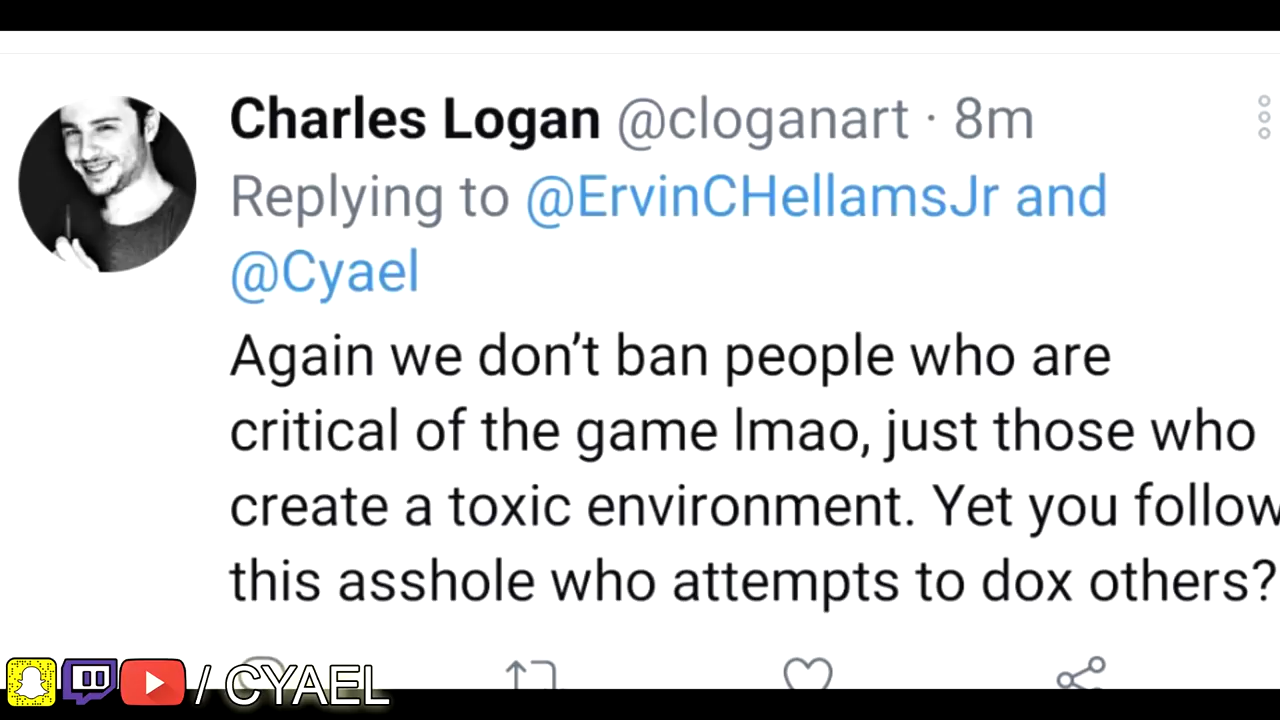 Charles Logan @cloganart · 8m
Replying to @ErvinCHellamsJr and
@Cyael
Again we don’t ban people who are
critical of the game lmao, just those who
create a toxic environment. Yet you follow
this asshole who attempts to dox others?
/ CYAEL